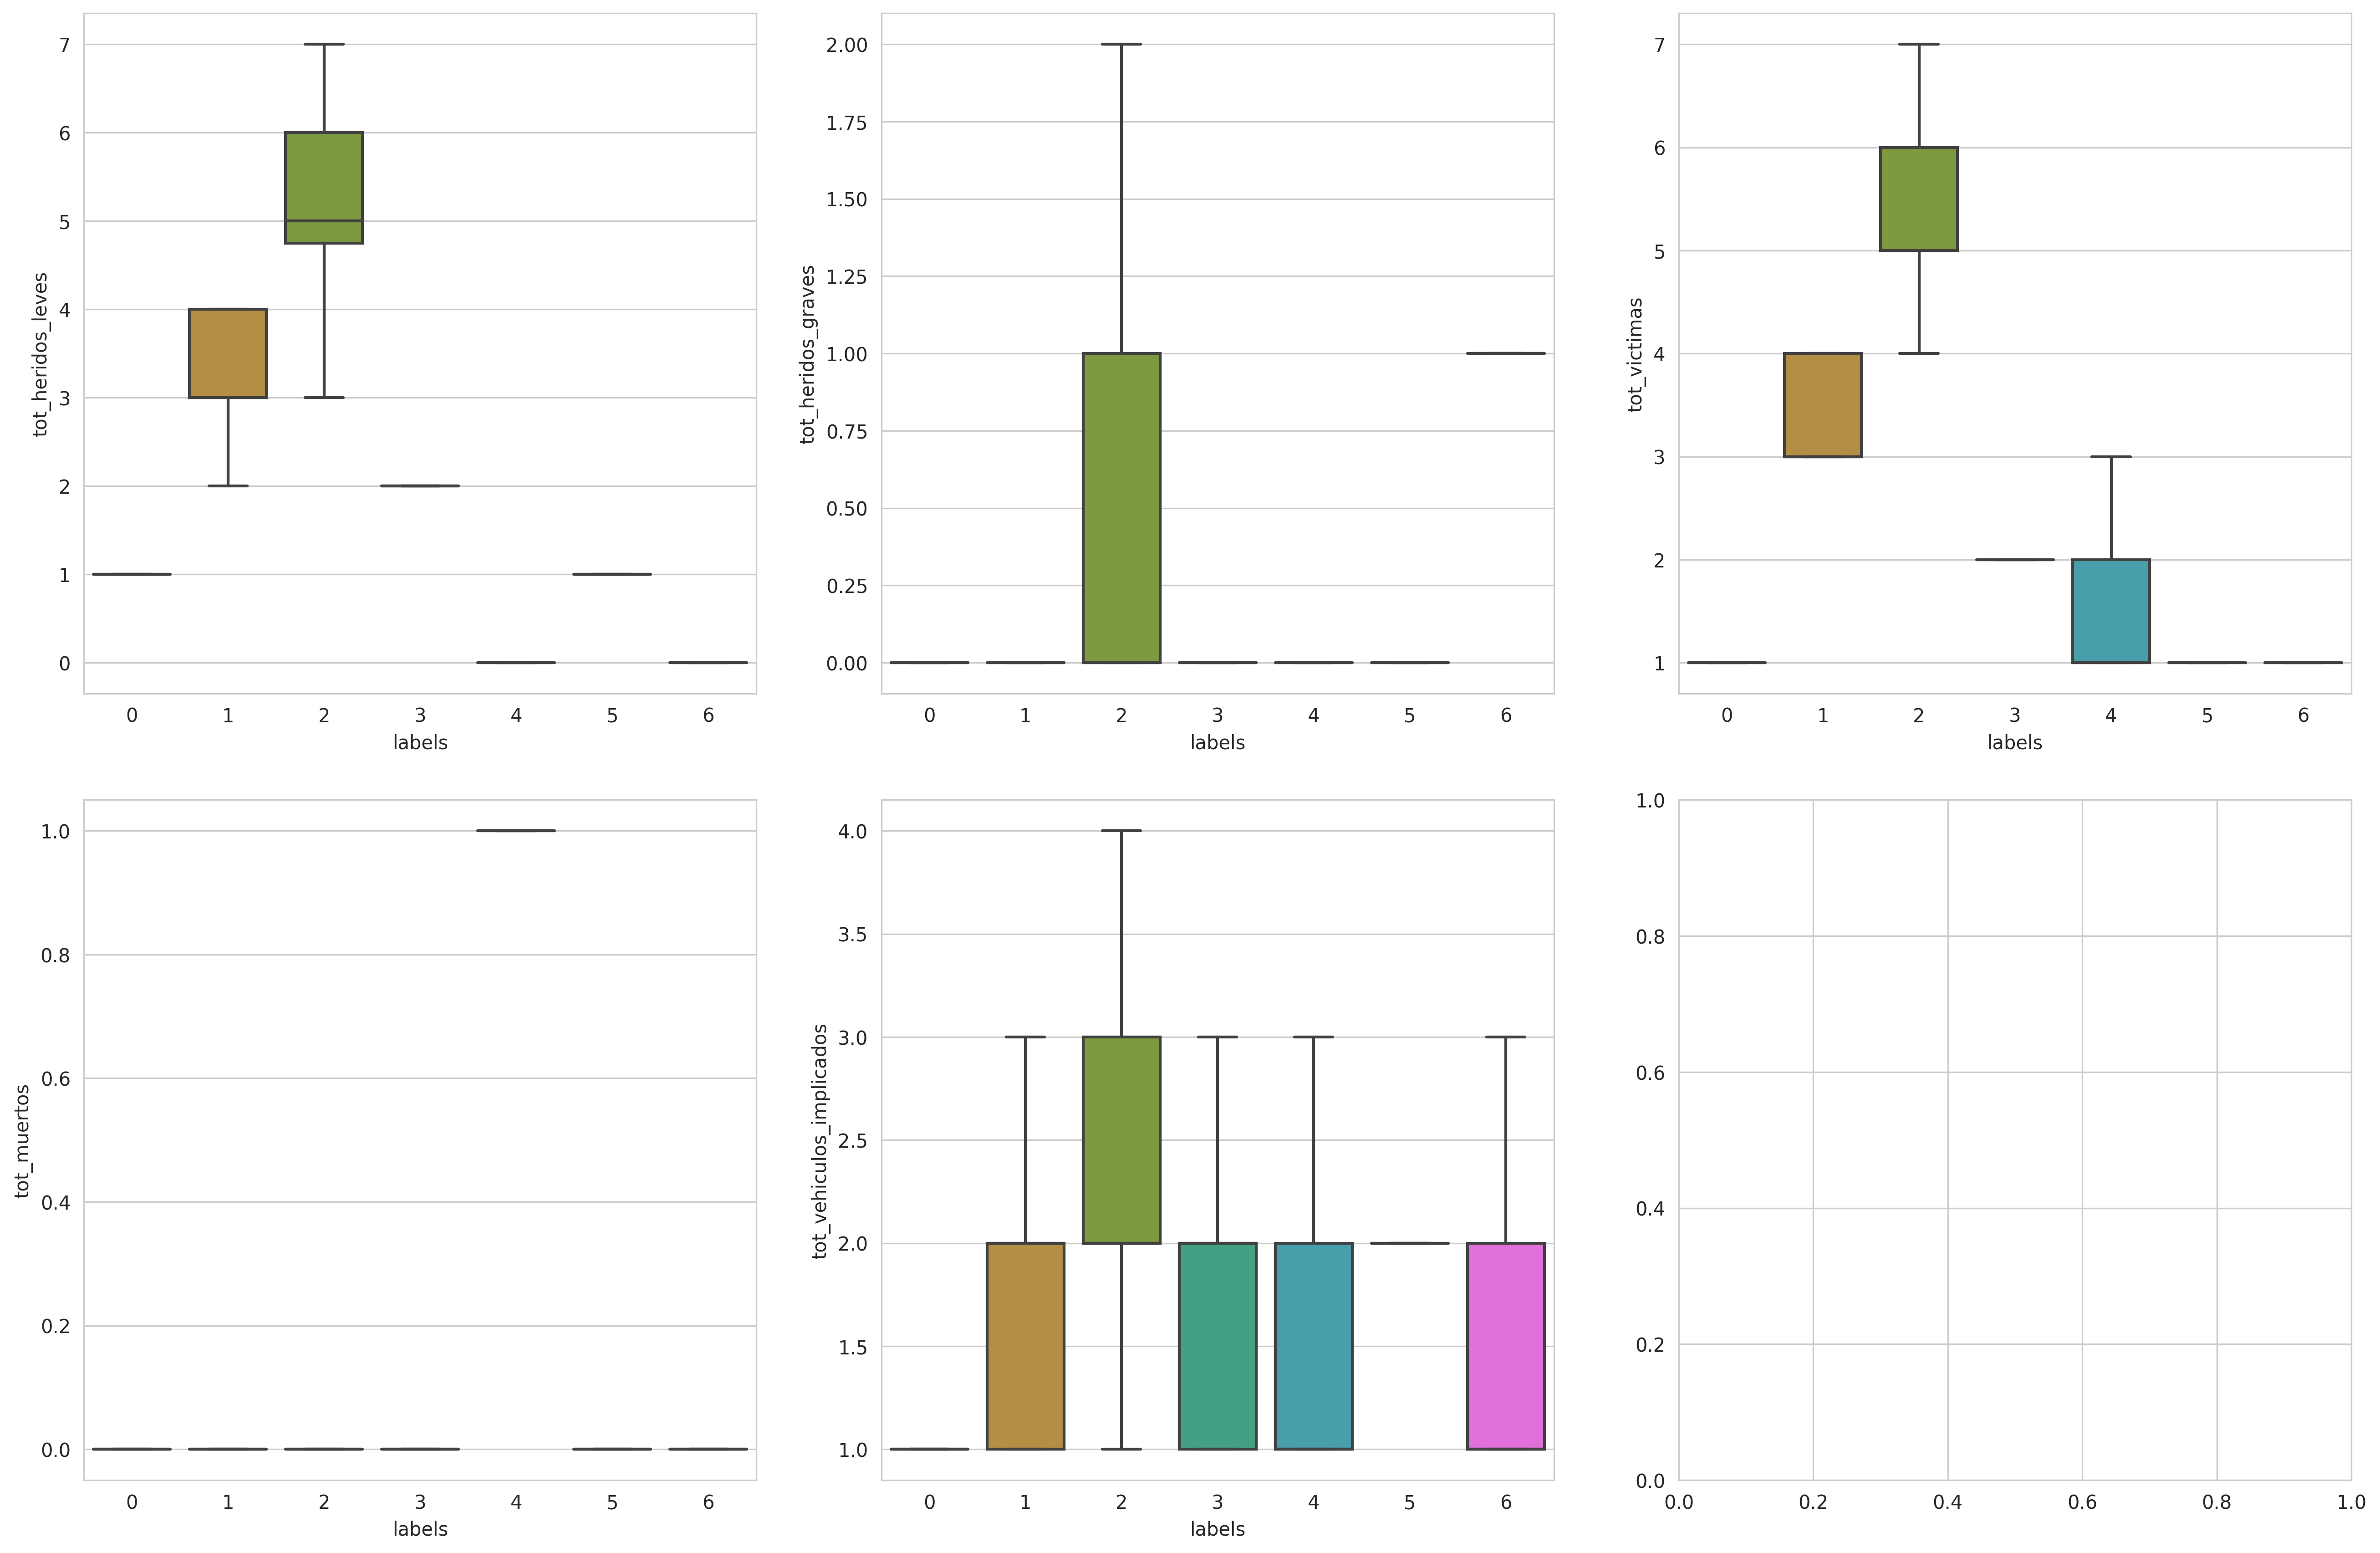 tot_heridos_leves
7
6
5
4
3
2
1
0
0 1 2 3 4 5 6
labels
tot_heridos_graves
2.00
1.75
1.50
1.25
1.00
0.75
0.50
0.25
0.00
0 1 2 3 4 5 6
labels
tot_victimas
7
6
5
4
3
2
1
0 1 2 3 4 5 6
labels
tot_muertos
1.0
0.8
0.6
0.4
0.2
0.0
0 1 2 3 4 5 6
labels
tot_vehiculos_implicados
4.0
3.5
3.0
2.5
2.0
1.5
1.0
0 1 2 3 4 5 6
labels
1.0
0.8
0.6
0.4
0.2
0.0
0.0 0.2 0.4 0.6 0.8 1.0